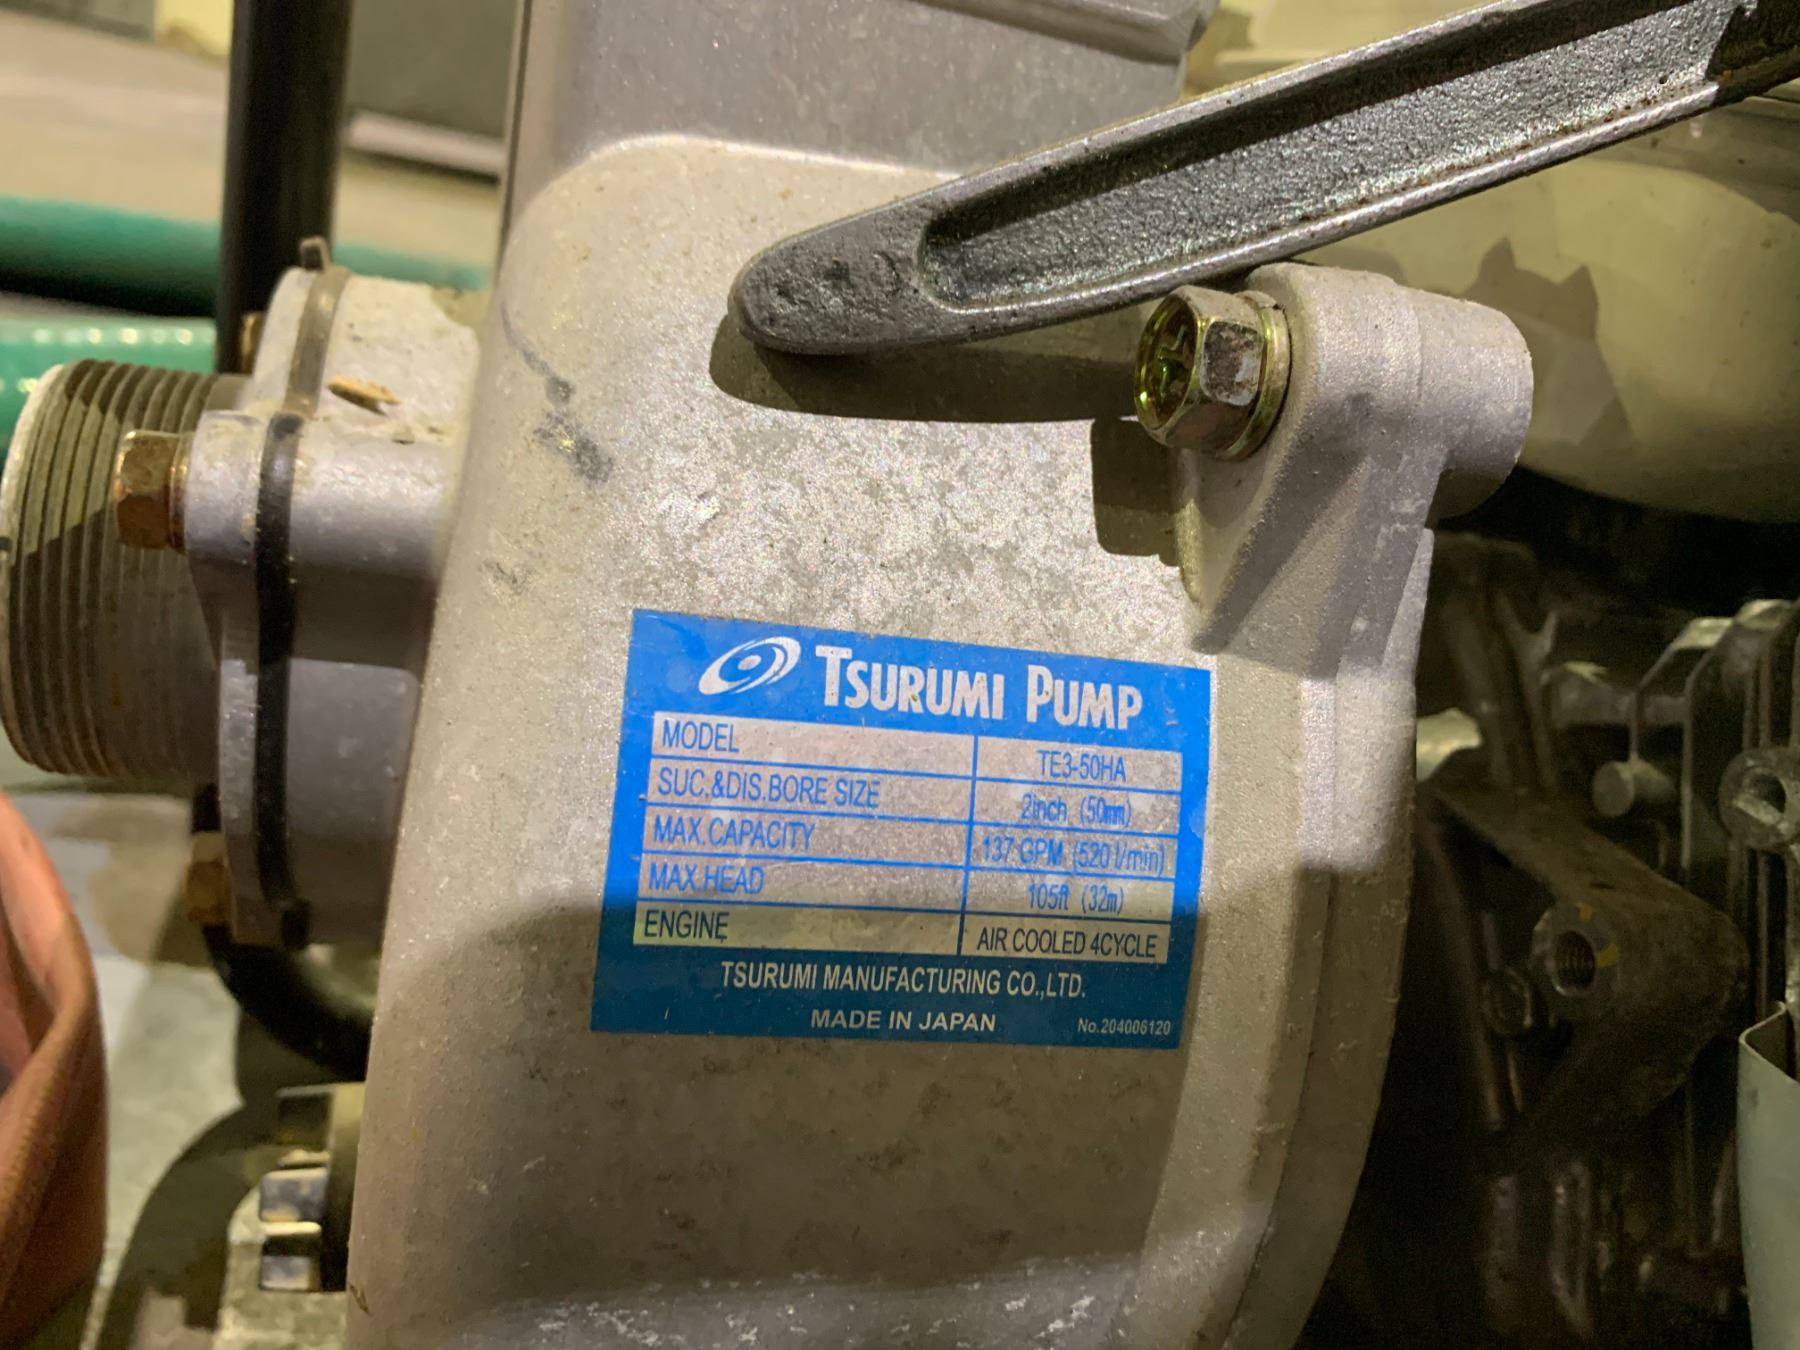 TSURUMI PUMP
MODEL TE3-50HA
SUC.&DIS.BORE SIZE 2inch (50mm)
MAX.CAPACITY 137 GPM (520 l/min)
MAX.HEAD 105ft (32m)
ENGINE AIR COOLED 4CYCLE
TSURUMI MANUFACTURING CO.,LTD.
MADE IN JAPAN No.204006120